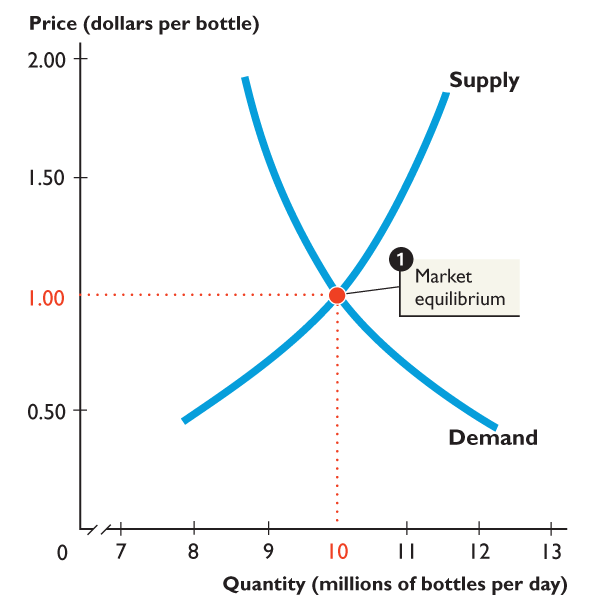 Price (dollars per bottle)
2.00
Supply
1.50
1
Market
equilibrium
1.00
0.50
Demand
0 7 8 9 10 11 12 13
Quantity (millions of bottles per day)